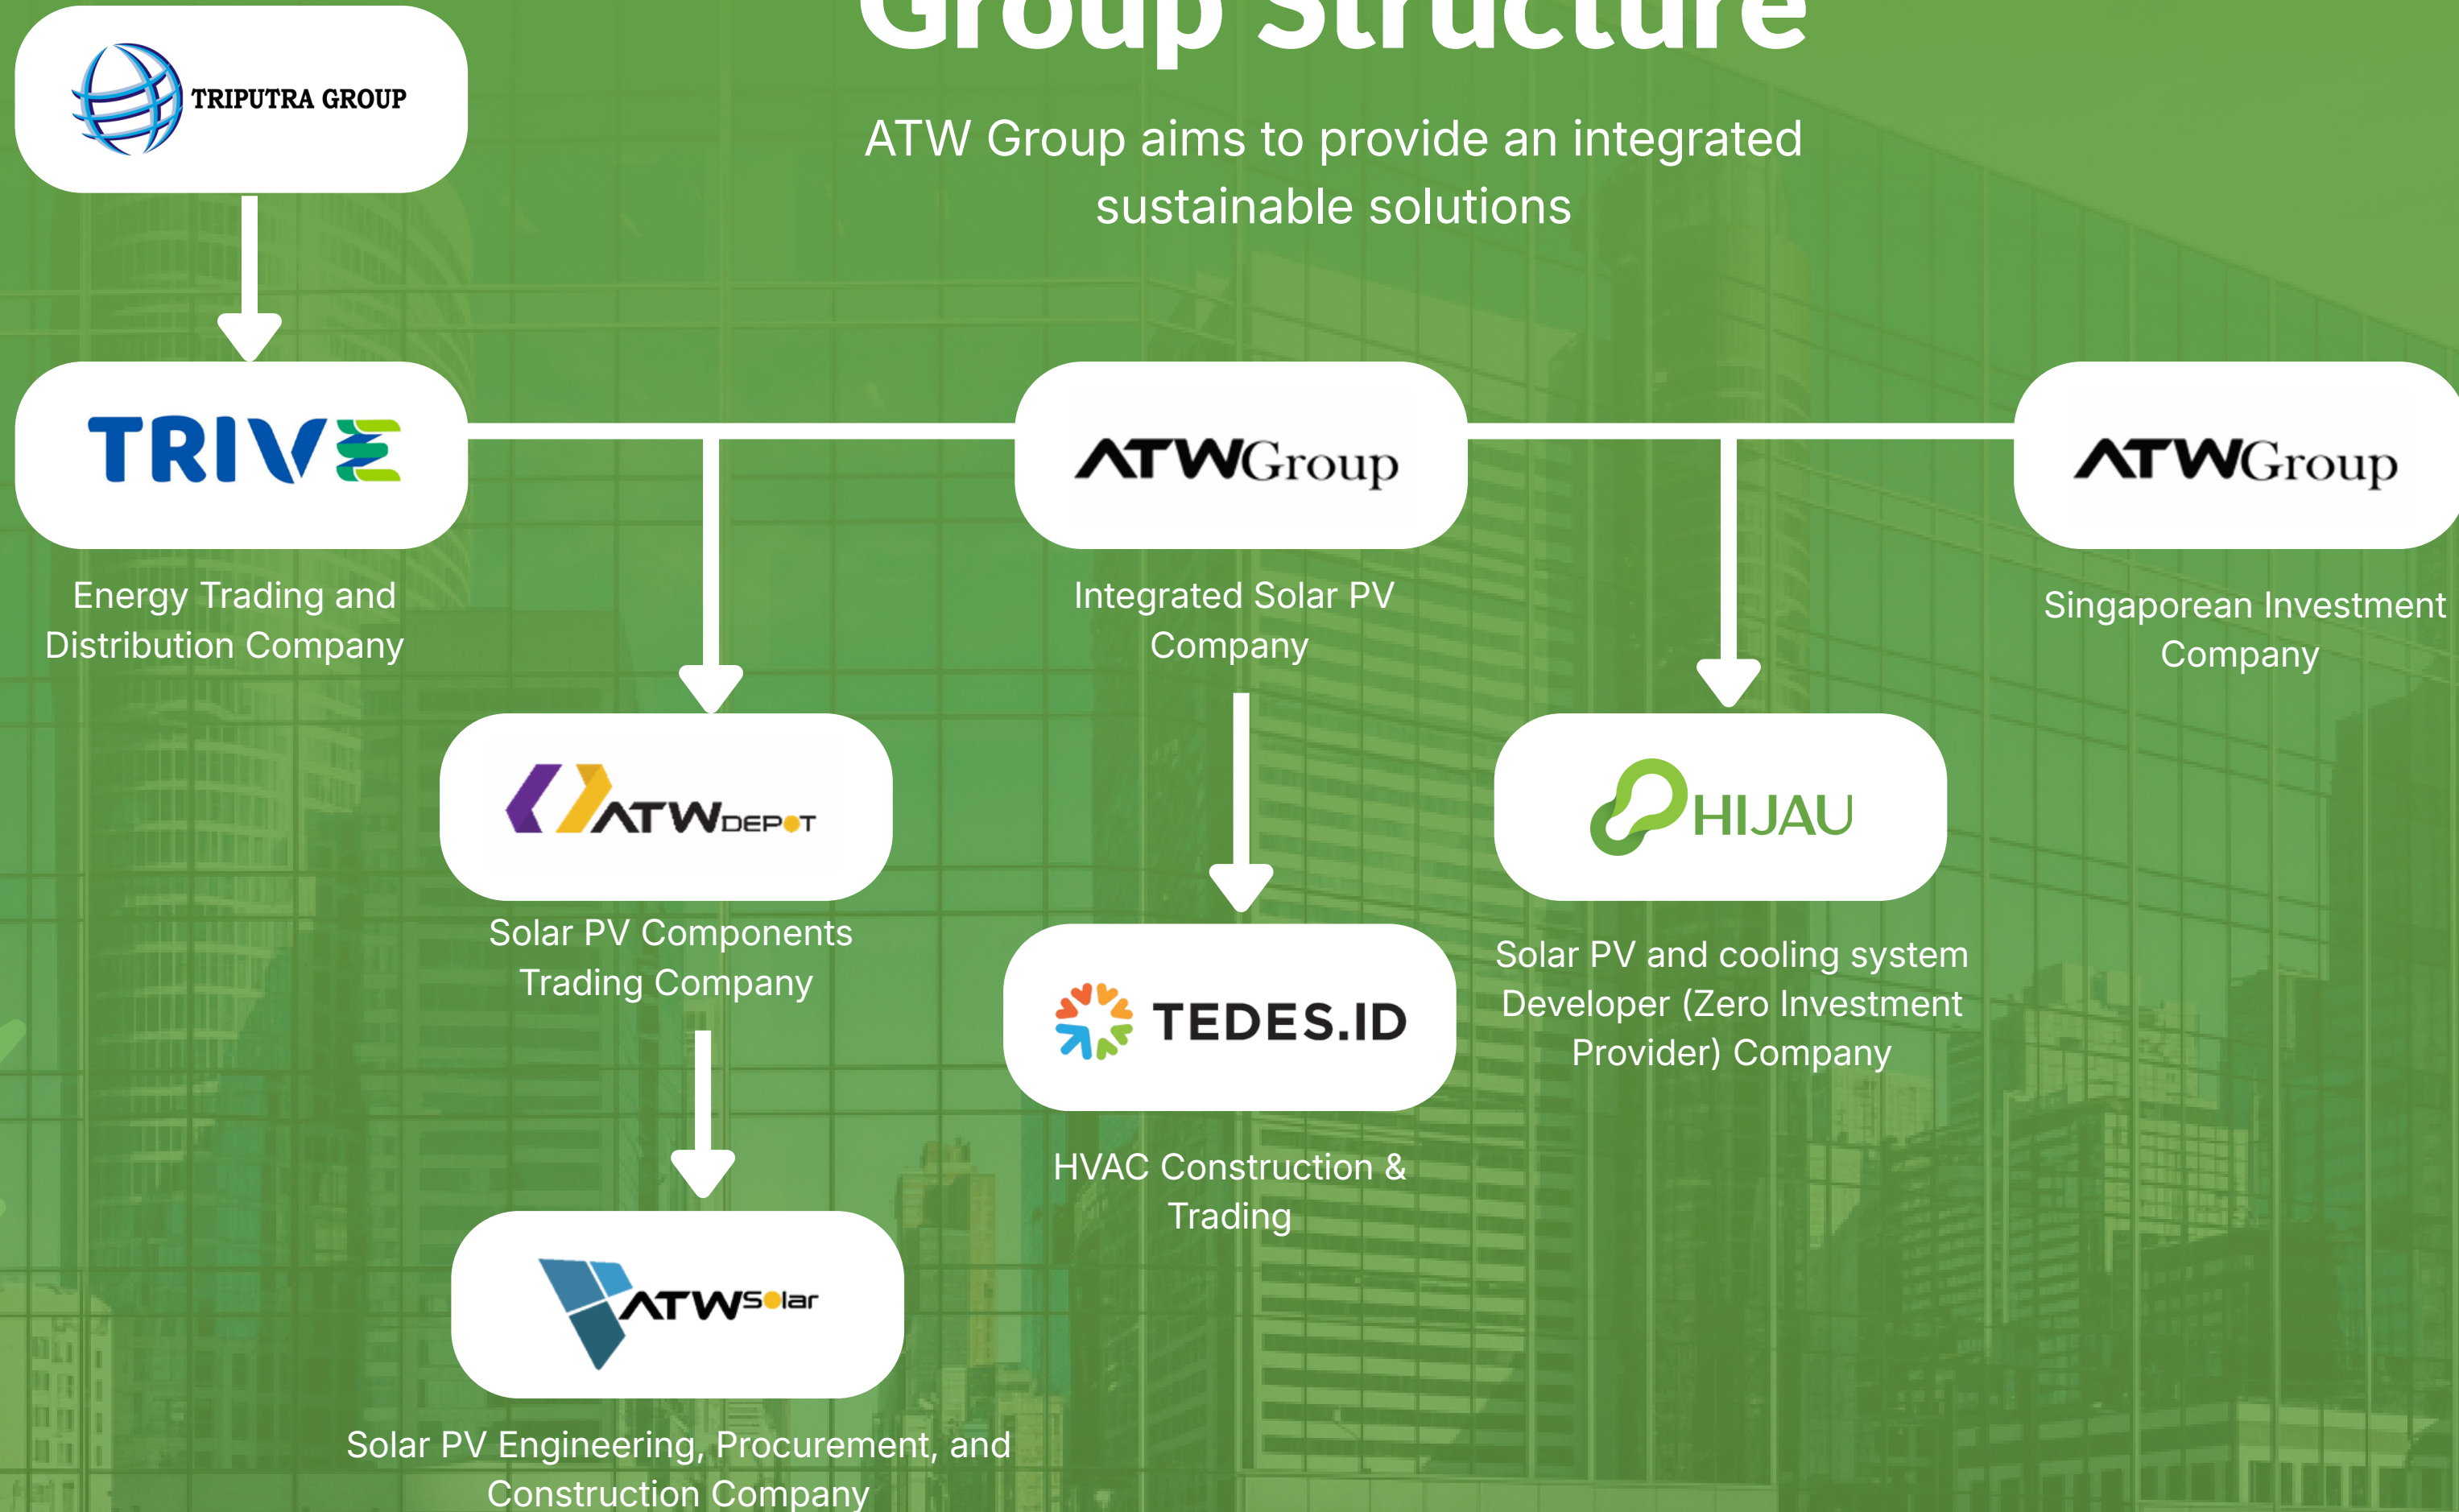 Group Structure
TRIPUTRA GROUP
ATW Group aims to provide an integrated
sustainable solutions
TRIVE
Energy Trading and
Distribution Company
ATWGroup
Integrated Solar PV
Company
ATWGroup
Singaporean Investment
Company
ATWDEPOT
Solar PV Components
Trading Company
HIJAU
Solar PV and cooling system
Developer (Zero Investment
Provider) Company
TEDES.ID
HVAC Construction &
Trading
ATWSolar
Solar PV Engineering, Procurement, and
Construction Company